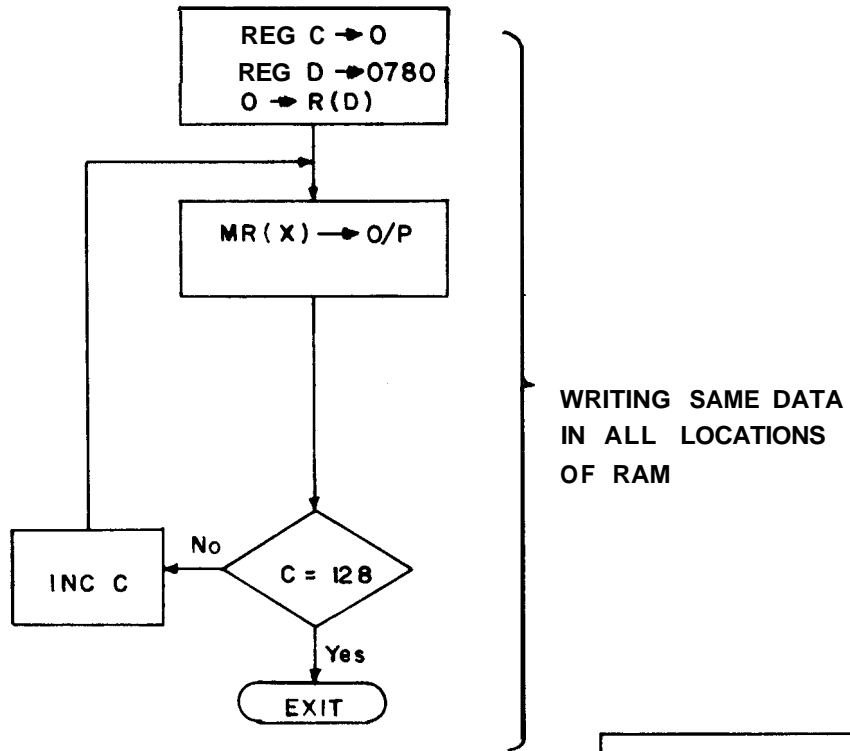 REG C → 0
REG D → 0780
0 → R(D)
MR(X) → O/P
WRITING SAME DATA
IN ALL LOCATIONS
OF RAM
No
INC C
C = 128
Yes
EXIT